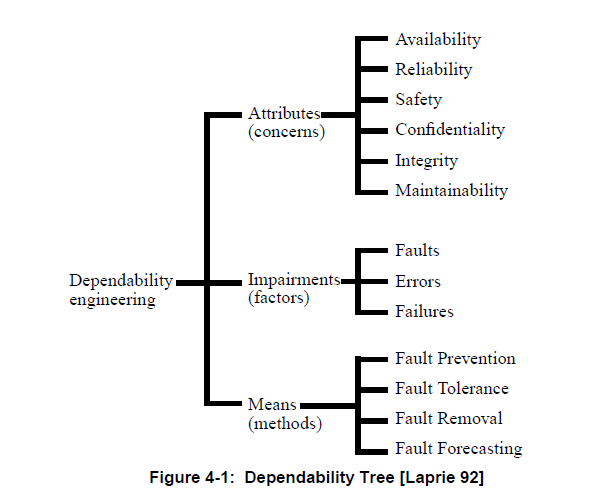 Availability
Reliability
Safety
Attributes
(concerns)
Confidentiality
Integrity
Maintainability
Dependability
engineering
Impairments
(factors)
Faults
Errors
Failures
Means
(methods)
Fault Prevention
Fault Tolerance
Fault Removal
Fault Forecasting
Figure 4-1: Dependability Tree [Laprie 92]